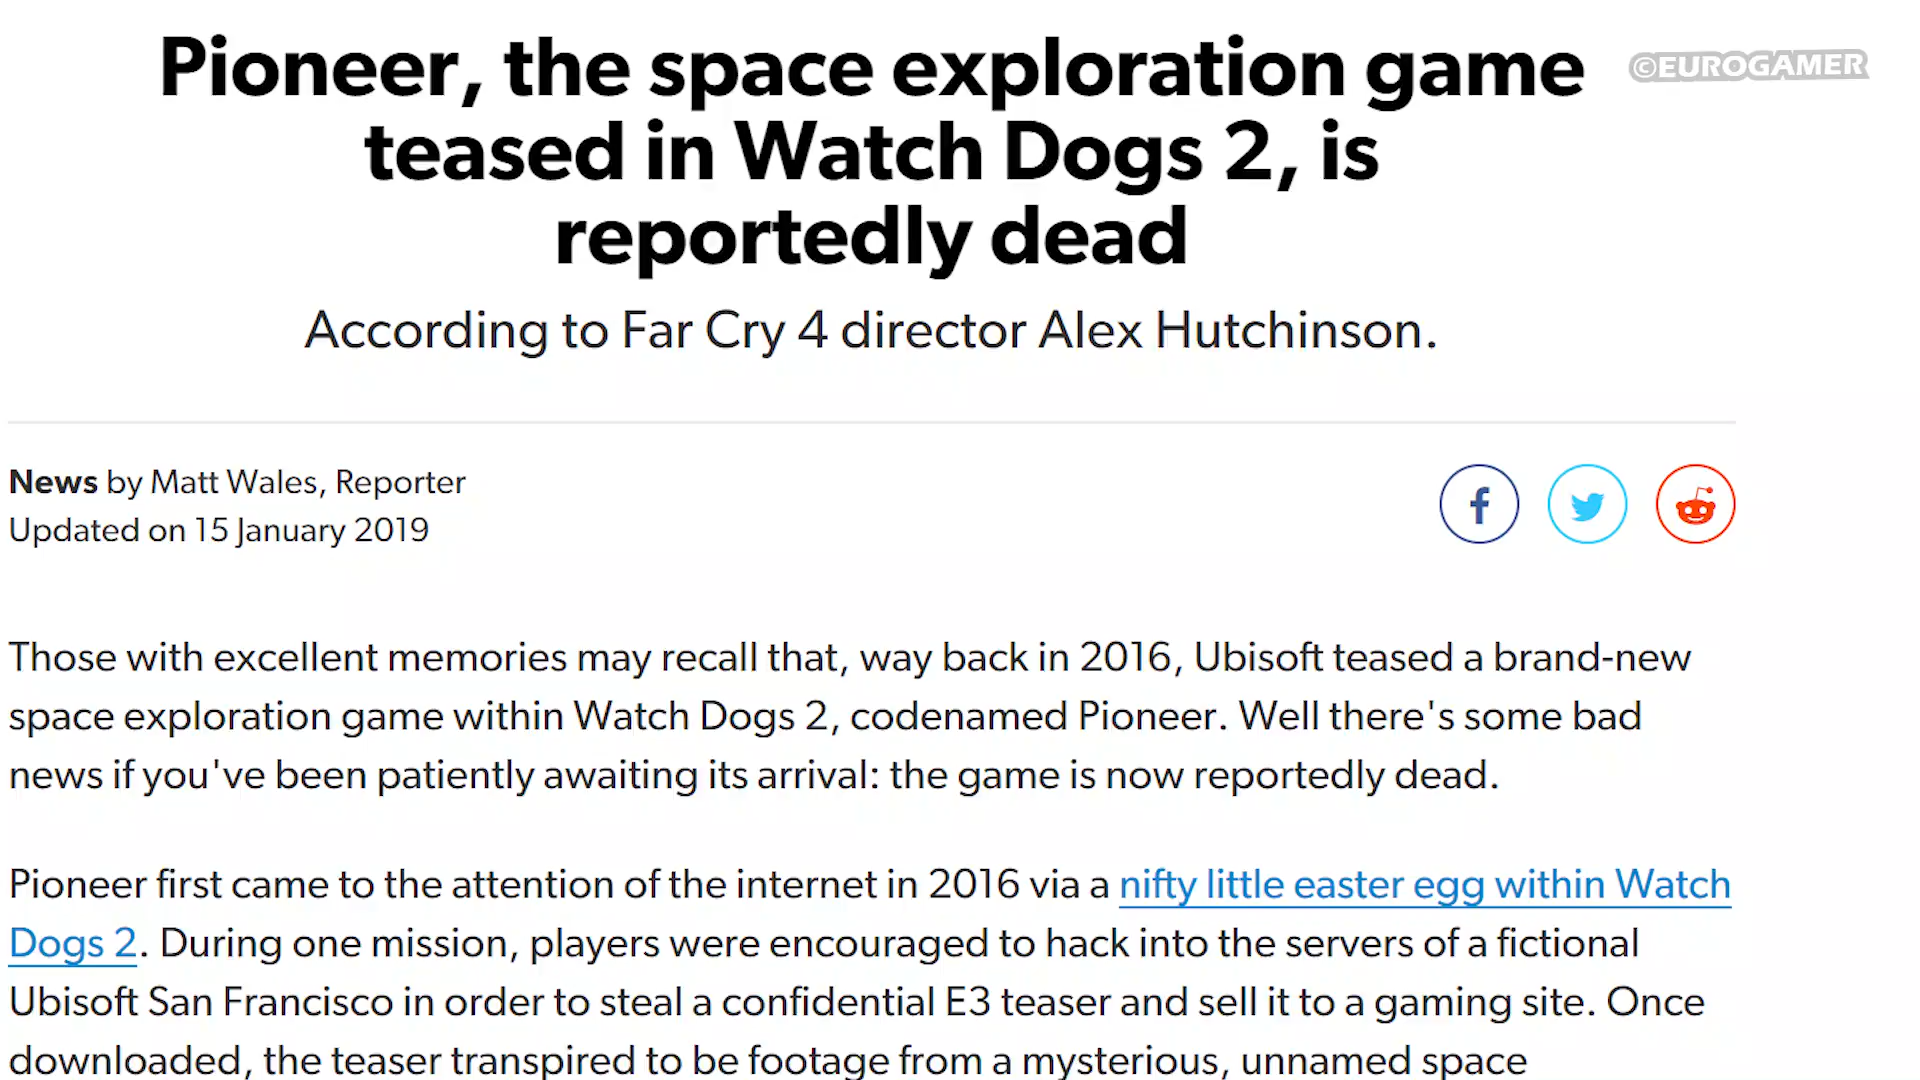 Pioneer, the space exploration game
©EUROGAMER
teased in Watch Dogs 2, is
reportedly dead
According to Far Cry 4 director Alex Hutchinson.
News by Matt Wales, Reporter
Updated on 15 January 2019
Those with excellent memories may recall that, way back in 2016, Ubisoft teased a brand-new
space exploration game within Watch Dogs 2, codenamed Pioneer. Well there's some bad
news if you've been patiently awaiting its arrival: the game is now reportedly dead.
Pioneer first came to the attention of the internet in 2016 via a nifty little easter egg within Watch
Dogs 2. During one mission, players were encouraged to hack into the servers of a fictional
Ubisoft San Francisco in order to steal a confidential E3 teaser and sell it to a gaming site. Once
downloaded, the teaser transpired to be footage from a mysterious, unnamed space